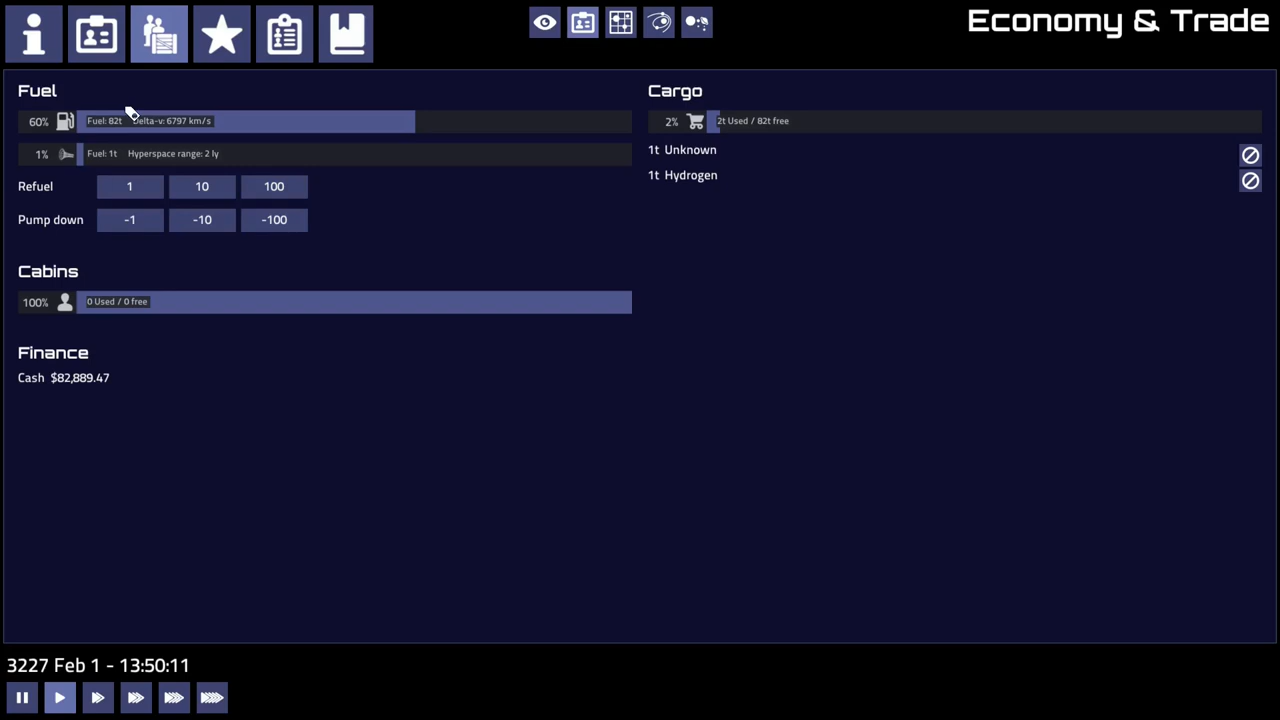 Economy & Trade
Fuel
60% Fuel: 82t Delta-v: 6797 km/s
1% Fuel: 1t Hyperspace range: 2 ly
Refuel 1 10 100
Pump down -1 -10 -100
Cabins
100% 0 Used / 0 free
Finance
Cash $82,889.47
Cargo
2% 2t Used / 82t free
1t Unknown
1t Hydrogen
3227 Feb 1 - 13:50:11